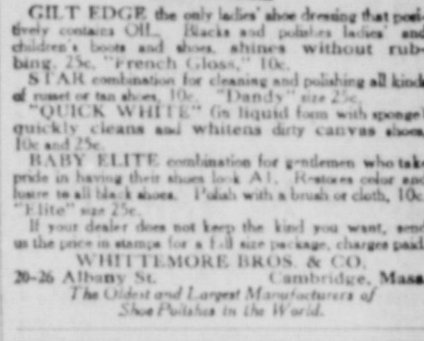 GILT EDGE the only ladies' shoe dressing that posi-
tively contains OIL. Blacks and polishes ladies' and
children's boots and shoes, shines without rub-
bing, 25c. "French Gloss," 10c.
STAR combination for cleaning and polishing all kinds
of russet or tan shoes, 10c. "Dandy" size 25c.
"QUICK WHITE" (in liquid form with sponge)
quickly cleans and whitens dirty canvas shoes,
10c and 25c.
BABY ELITE combination for gentlemen who take
pride in having their shoes look A1. Restores color and
lustre to all black shoes. Polish with a brush or cloth, 10c.
"Elite" size 25c.
If your dealer does not keep the kind you want, send
us the price in stamps for a full size package, charges paid.
WHITTEMORE BROS. & CO.
20-26 Albany St. Cambridge, Mass
The Oldest and Largest Manufacturers of
Shoe Polishes in the World.